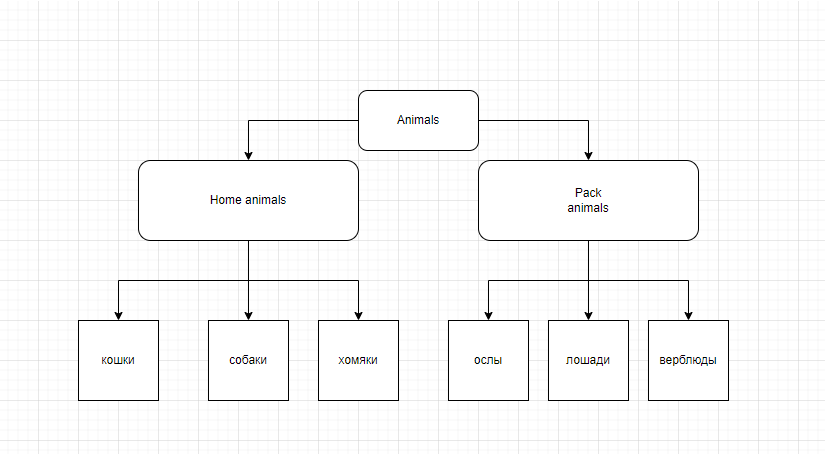 Animals
Home animals
Pack
animals
кошки
собаки
хомяки
ослы
лошади
верблюды